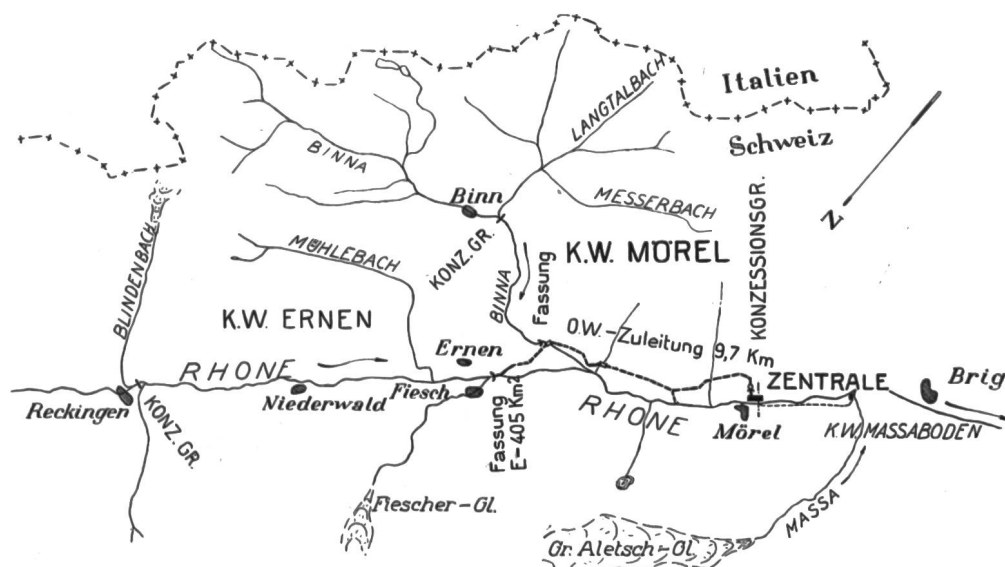 Italien
Schweiz
LANGTALBACH
BINNA
Binn
MESSERBACH
KONZESSIONSGR.
N
KONZ. GR.
K.W. MÖREL
MÜHLEBACH
BLINDENBACH
K.W. ERNEN
BINNA
Fassung
O.W.-Zuleitung 9,7 Km
RHONE
Ernen
ZENTRALE
Brig
Reckingen
Niederwald
Fiesch
RHONE
Mörel
K.W. MASSABODEN
KONZ. GR.
Fassung
E-405 Km²
Fiescher-Gl.
MASSA
Gr. Aletsch-Gl.